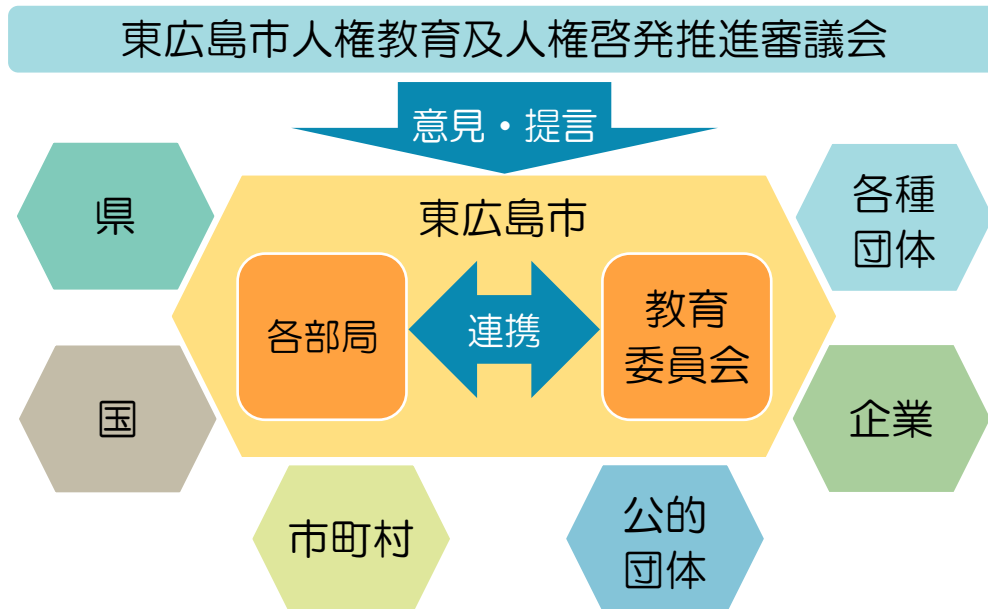 東広島市人権教育及人権啓発推進審議会
意見・提言
県
東広島市
各種
団体
各部局
連携
教育
委員会
国
企業
市町村
公的
団体